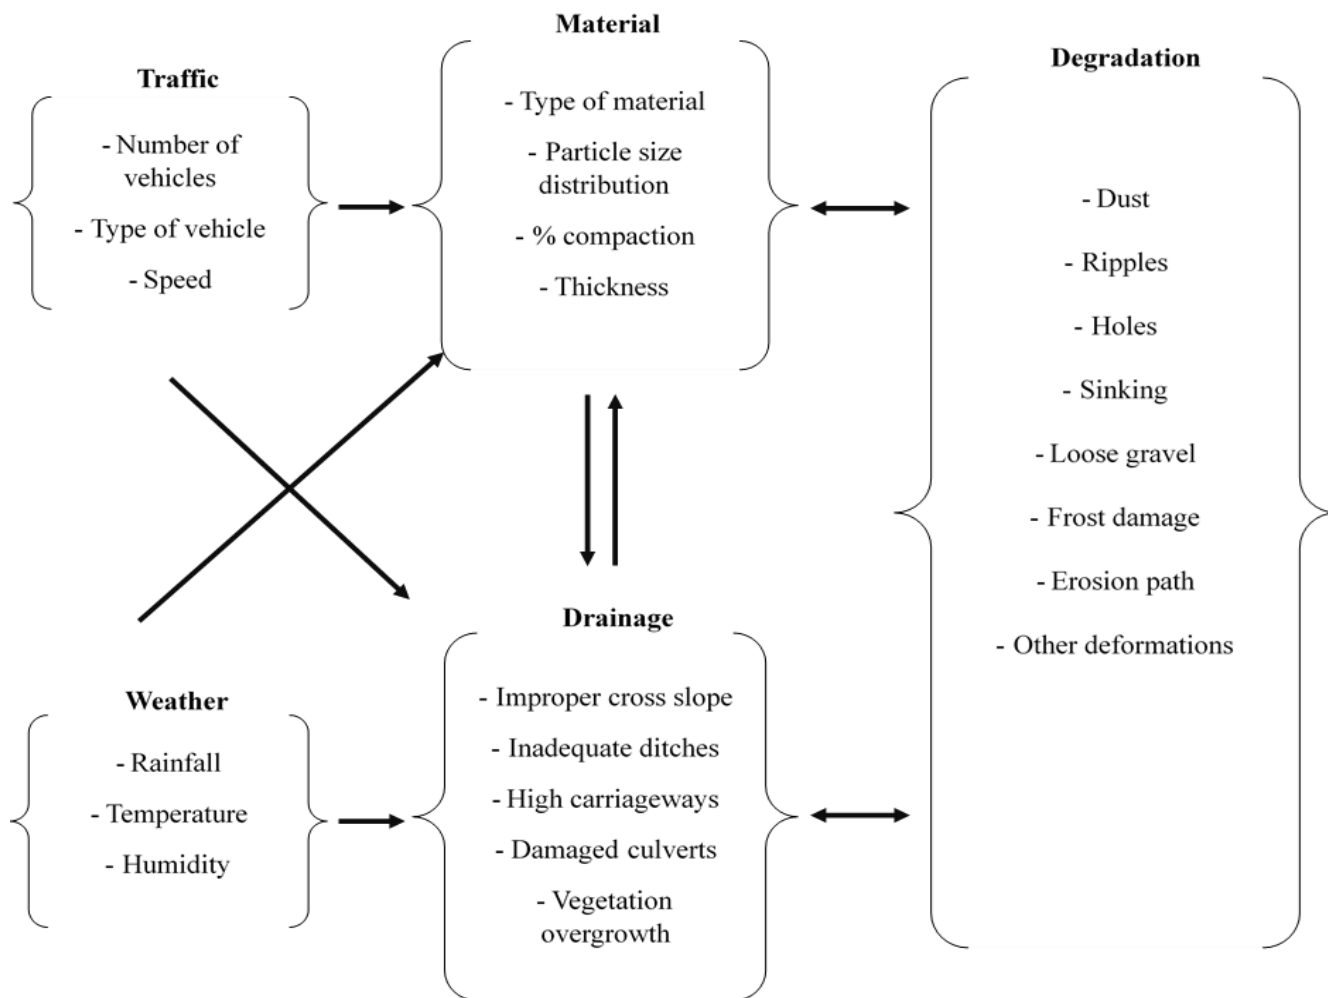 Traffic
- Number of
vehicles
- Type of vehicle
- Speed
Material
- Type of material
- Particle size
distribution
- % compaction
- Thickness
Degradation
- Dust
- Ripples
- Holes
- Sinking
- Loose gravel
- Frost damage
- Erosion path
- Other deformations
Weather
- Rainfall
- Temperature
- Humidity
Drainage
- Improper cross slope
- Inadequate ditches
- High carriageways
- Damaged culverts
- Vegetation
overgrowth